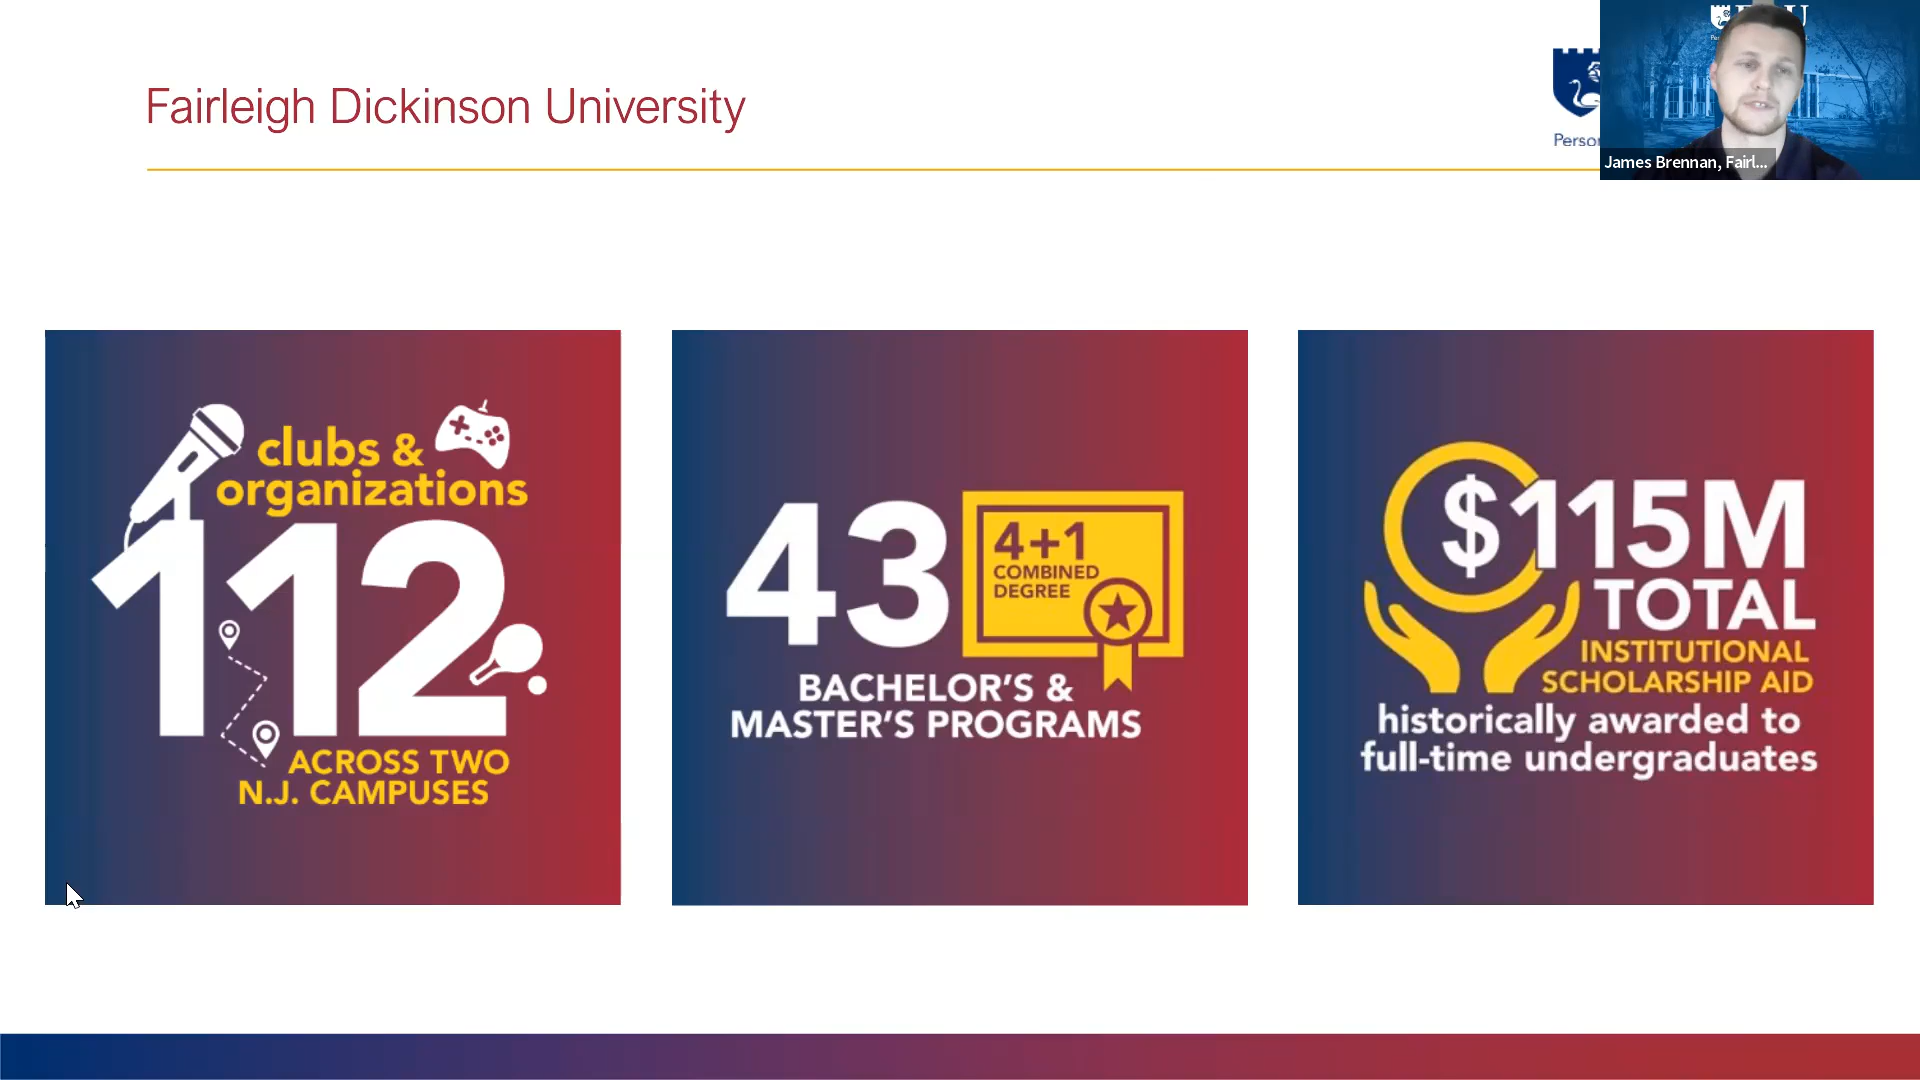 Fairleigh Dickinson University
James Brennan, Fairl...
clubs &
organizations
112
ACROSS TWO
N.J. CAMPUSES
43
4+1
COMBINED
DEGREE
BACHELOR'S &
MASTER'S PROGRAMS
$115M
TOTAL
INSTITUTIONAL
SCHOLARSHIP AID
historically awarded to
full-time undergraduates